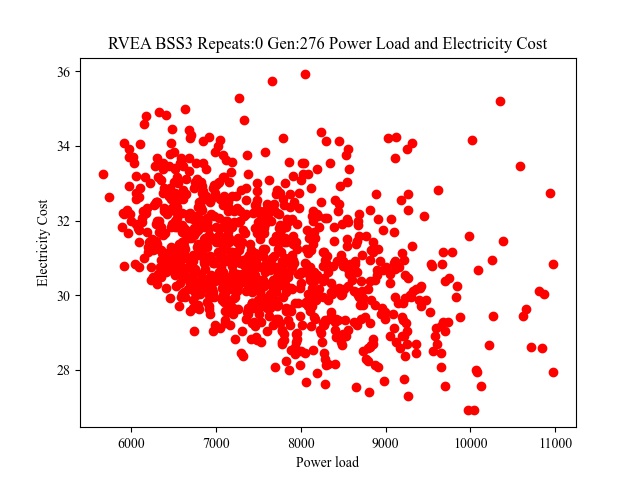 RVEA BSS3 Repeats:0 Gen:276 Power Load and Electricity Cost
36
34
32
30
28
Electricity Cost
6000 7000 8000 9000 10000 11000
Power load